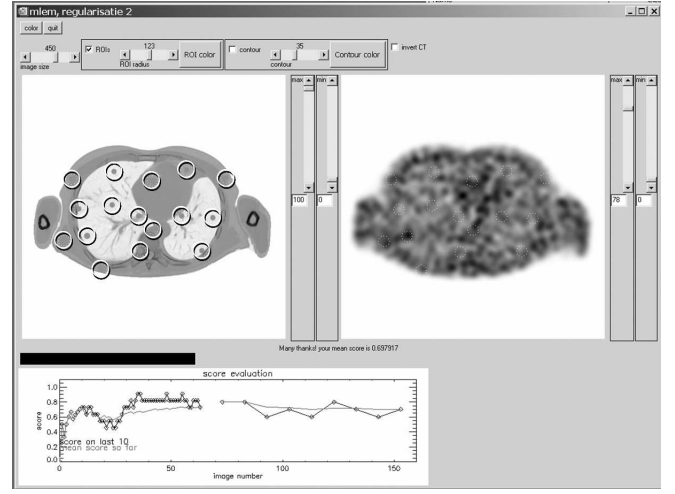 mlem, regularisatie 2
color quit
450
image size
ROIs
123
ROI radius
ROI color
contour
35
contour
Contour color
invert CT
max
min
max
min
100
0
78
0
Many thanks! your mean score is 0.697917
score evaluation
1.0
0.8
0.6
0.4
0.2
0.0
score
score on last 10
mean score so far
0 50 100 150
image number